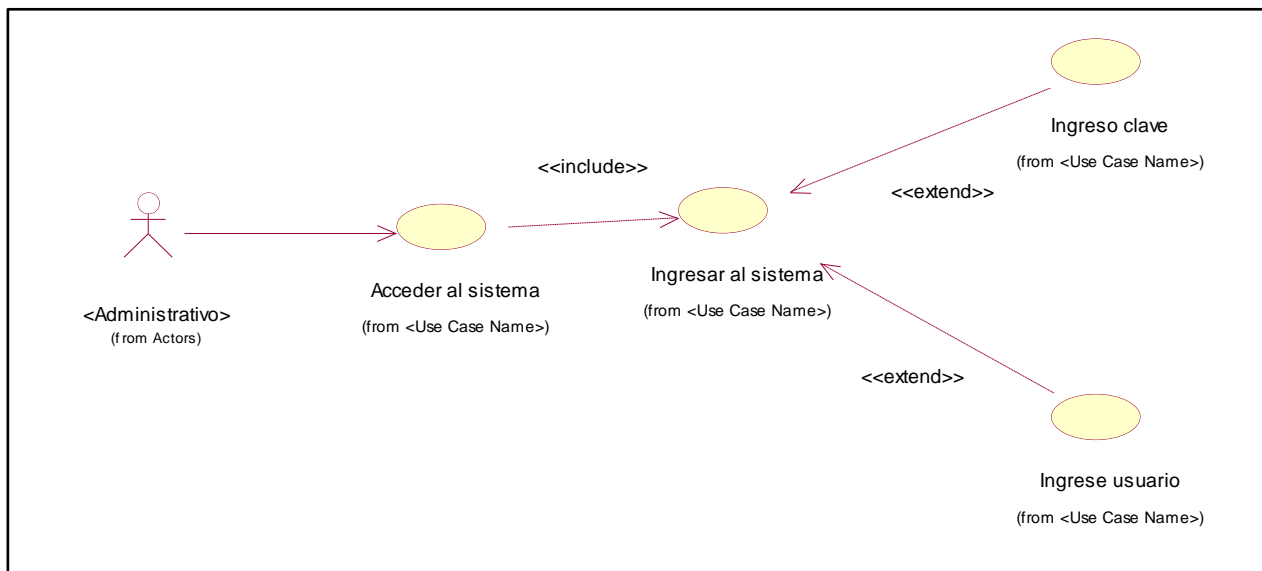 Ingreso clave
(from <Use Case Name>)
<<include>>
<<extend>>
Acceder al sistema
(from <Use Case Name>)
Ingresar al sistema
(from <Use Case Name>)
<Administrativo>
(from Actors)
<<extend>>
Ingrese usuario
(from <Use Case Name>)